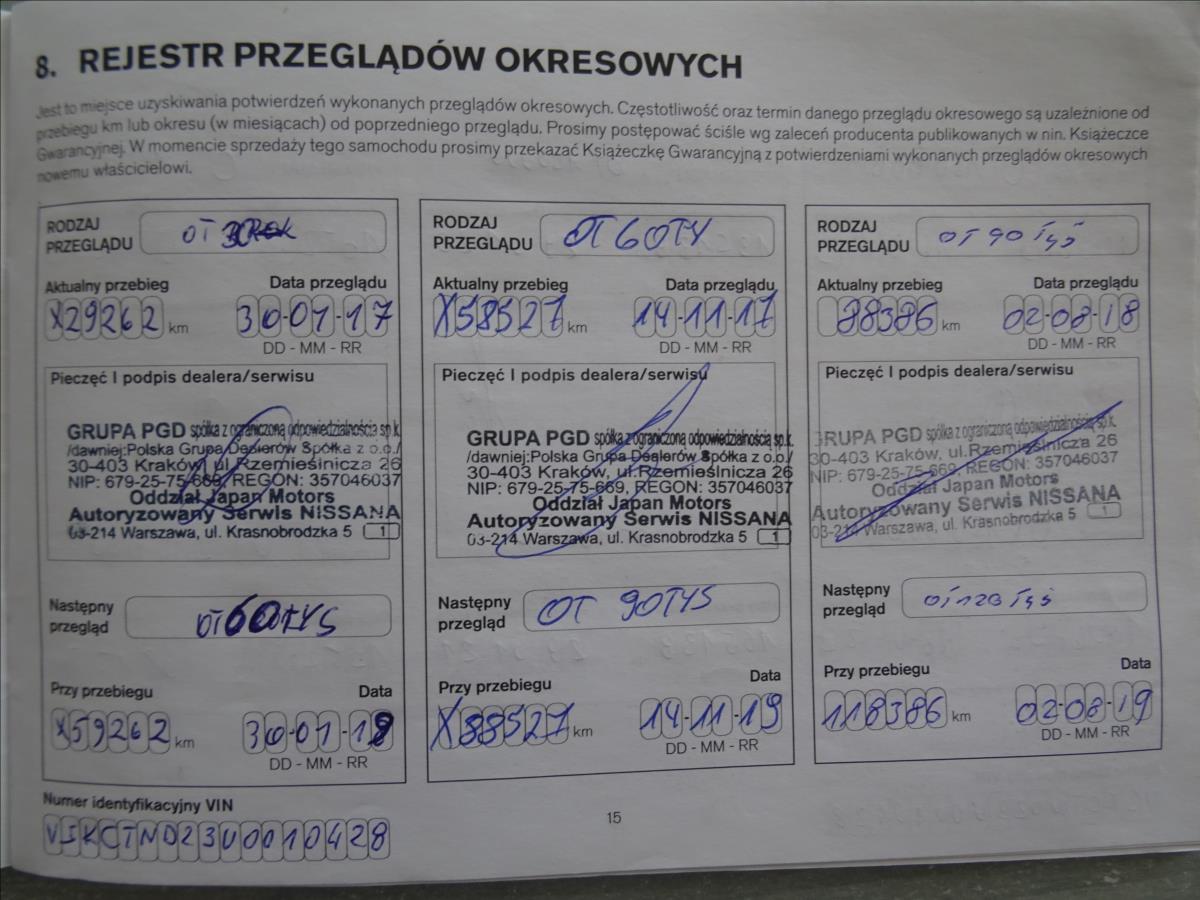 8. REJESTR PRZEGLĄDÓW OKRESOWYCH
Jest to miejsce uzyskiwania potwierdzeń wykonanych przeglądów okresowych. Częstotliwość oraz termin danego przeglądu okresowego są uzależnione od
przebiegu km lub okresu (w miesiącach) od poprzedniego przeglądu. Prosimy postępować ściśle wg zaleceń producenta publikowanych w nin. Książeczce
Gwarancyjnej. W momencie sprzedaży tego samochodu prosimy przekazać Książeczkę Gwarancyjną z potwierdzeniami wykonanych przeglądów okresowych
nowemu właścicielowi.
RODZAJ
PRZEGLĄDU
OT
Aktualny przebieg Data przeglądu
X29262 km 30-01-17
DD - MM - RR
Pieczęć I podpis dealera/serwisu
GRUPA PGD spółka z ograniczoną odpowiedzialnością sp.k.
/dawniej:Polska Grupa Dealerów Spółka z o.o./
30-403 Kraków, ul.Rzemieślnicza 26
NIP: 679-25-75-669, REGON: 357046037
Oddział Japan Motors
Autoryzowany Serwis NISSANA
03-214 Warszawa, ul. Krasnobrodzka 5 1
Następny
przegląd
OT 60TYS
Przy przebiegu Data
X59262 km 30-01-18
DD - MM - RR
RODZAJ
PRZEGLĄDU
OT 60TY
Aktualny przebieg Data przeglądu
X58527 km 14-11-17
DD - MM - RR
Pieczęć I podpis dealera/serwisu
GRUPA PGD spółka z ograniczoną odpowiedzialnością sp.k.
/dawniej:Polska Grupa Dealerów Spółka z o.o./
30-403 Kraków, ul.Rzemieślnicza 26
NIP: 679-25-75-669, REGON: 357046037
Oddział Japan Motors
Autoryzowany Serwis NISSANA
03-214 Warszawa, ul. Krasnobrodzka 5 1
Następny
przegląd
OT 90TYS
Przy przebiegu Data
X88527 km 14-11-19
DD - MM - RR
RODZAJ
PRZEGLĄDU
OT 90 TYS
Aktualny przebieg Data przeglądu
88386 km 02-08-18
DD - MM - RR
Pieczęć I podpis dealera/serwisu
GRUPA PGD spółka z ograniczoną odpowiedzialnością sp.k.
30-403 Kraków, ul.Rzemieślnicza 26
NIP: 679-25-75-669, REGON: 357046037
Oddział Japan Motors
Autoryzowany Serwis NISSANA
03-214 Warszawa, ul. Krasnobrodzka 5 1
Następny
przegląd
OT 120 TYS
Przy przebiegu Data
118386 km 02-08-19
DD - MM - RR
Numer identyfikacyjny VIN
VSKCTND23U0010428
15